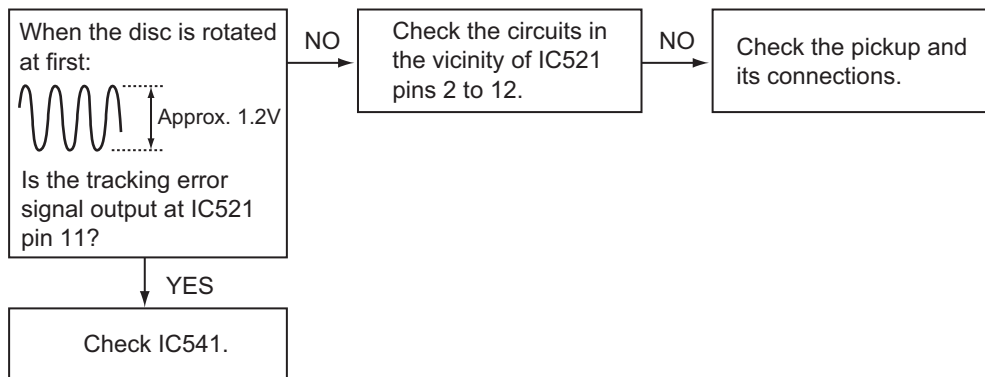 When the disc is rotated
at first:
Approx. 1.2V
Is the tracking error
signal output at IC521
pin 11?
NO
Check the circuits in
the vicinity of IC521
pins 2 to 12.
NO
Check the pickup and
its connections.
YES
Check IC541.